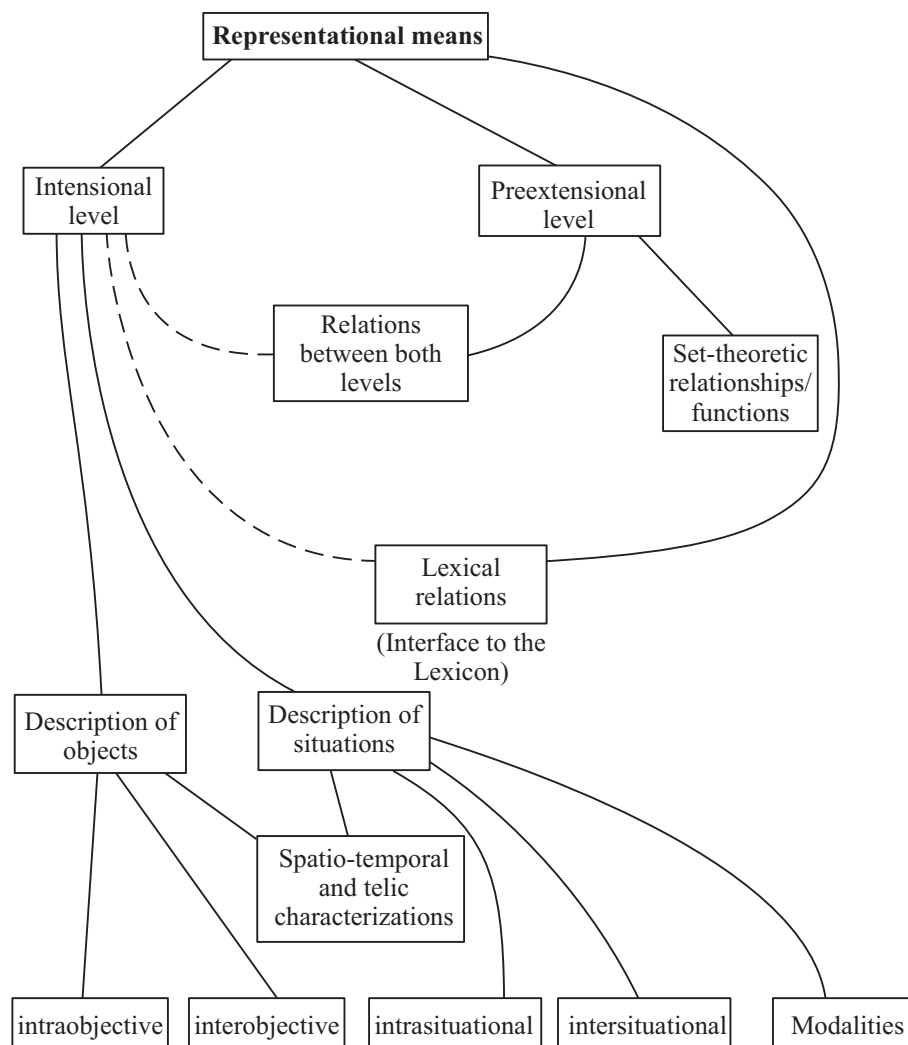 Representational means
Intensional
level
Preextensional
level
Relations
between both
levels
Set-theoretic
relationships/
functions
Lexical
relations
(Interface to the
Lexicon)
Description of
objects
Description of
situations
Spatio-temporal
and telic
characterizations
intraobjective
interobjective
intrasituational
intersituational
Modalities